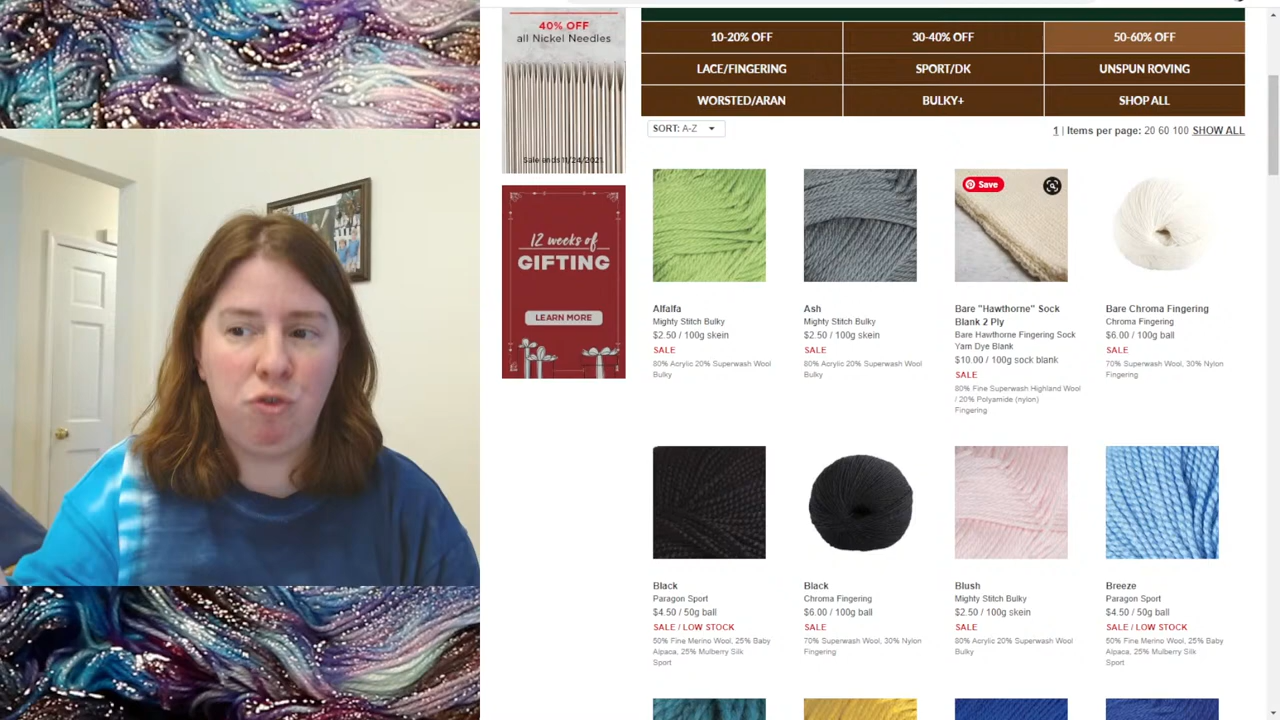 40% OFF
all Nickel Needles
Sale ends 11/24/2021
12 weeks of
GIFTING
LEARN MORE
10-20% OFF
30-40% OFF
50-60% OFF
LACE/FINGERING
SPORT/DK
UNSPUN ROVING
WORSTED/ARAN
BULKY+
SHOP ALL
SORT: A-Z
1 | Items per page: 20 60 100 SHOW ALL
Alfalfa
Mighty Stitch Bulky
$2.50 / 100g skein
SALE
80% Acrylic 20% Superwash Wool
Bulky
Ash
Mighty Stitch Bulky
$2.50 / 100g skein
SALE
80% Acrylic 20% Superwash Wool
Bulky
Save
Bare "Hawthorne" Sock
Blank 2 Ply
Bare Hawthorne Fingering Sock
Yarn Dye Blank
$10.00 / 100g sock blank
SALE
80% Fine Superwash Highland Wool
/ 20% Polyamide (nylon)
Fingering
Bare Chroma Fingering
Chroma Fingering
$6.00 / 100g ball
SALE
70% Superwash Wool, 30% Nylon
Fingering
Black
Paragon Sport
$4.50 / 50g ball
SALE / LOW STOCK
50% Fine Merino Wool, 25% Baby
Alpaca, 25% Mulberry Silk
Sport
Black
Chroma Fingering
$6.00 / 100g ball
SALE
70% Superwash Wool, 30% Nylon
Fingering
Blush
Mighty Stitch Bulky
$2.50 / 100g skein
SALE
80% Acrylic 20% Superwash Wool
Bulky
Breeze
Paragon Sport
$4.50 / 50g ball
SALE / LOW STOCK
50% Fine Merino Wool, 25% Baby
Alpaca, 25% Mulberry Silk
Sport